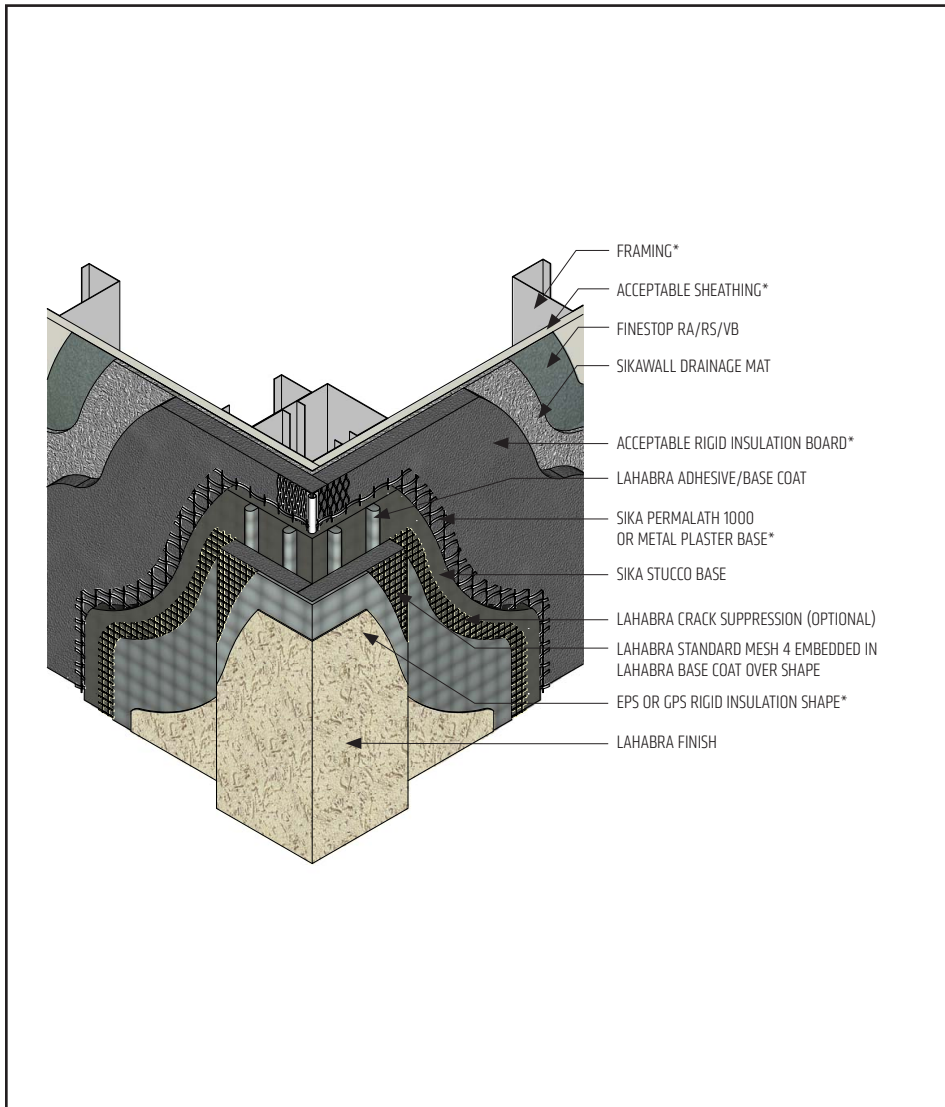 FRAMING*
ACCEPTABLE SHEATHING*
FINESTOP RA/RS/VB
SIKAWALL DRAINAGE MAT
ACCEPTABLE RIGID INSULATION BOARD*
LAHABRA ADHESIVE/BASE COAT
SIKA PERMALATH 1000
OR METAL PLASTER BASE*
SIKA STUCCO BASE
LAHABRA CRACK SUPPRESSION (OPTIONAL)
LAHABRA STANDARD MESH 4 EMBEDDED IN
LAHABRA BASE COAT OVER SHAPE
EPS OR GPS RIGID INSULATION SHAPE*
LAHABRA FINISH